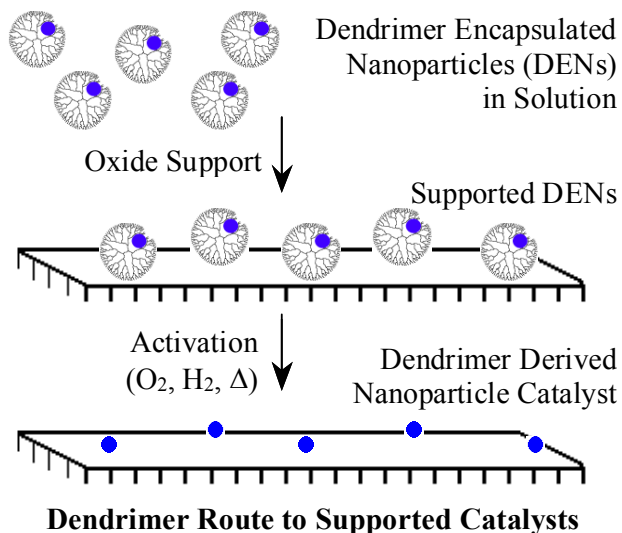 Dendrimer Encapsulated
Nanoparticles (DENs)
in Solution
Oxide Support
Supported DENs
Activation
(O₂, H₂, Δ)
Dendrimer Derived
Nanoparticle Catalyst
Dendrimer Route to Supported Catalysts